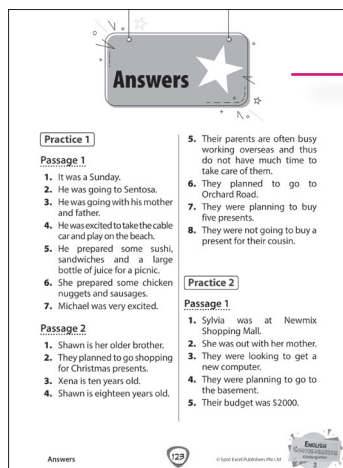 Answers
Practice 1
Passage 1
1. It was a Sunday.
2. He was going to Sentosa.
3. He was going with his mother
and father.
4. He was excited to take the cable
car and play on the beach.
5. He prepared some sushi,
sandwiches and a large
bottle of juice for a picnic.
6. She prepared some chicken
nuggets and sausages.
7. Michael was very excited.
Passage 2
1. Shawn is her older brother.
2. They planned to go shopping
for Christmas presents.
3. Xena is ten years old.
4. Shawn is eighteen years old.
5. Their parents are often busy
working overseas and thus
do not have much time to
take care of them.
6. They planned to go to
Orchard Road.
7. They were planning to buy
five presents.
8. They were not going to buy a
present for their cousin.
Practice 2
Passage 1
1. Sylvia was at Newmix
Shopping Mall.
2. She was out with her mother.
3. They were looking to get a
new computer.
4. They were planning to go to
the basement.
5. Their budget was $2000.
Answers
123
© Spot Excel Publishers Pte Ltd
English
Comprehension
Kindergarten
2